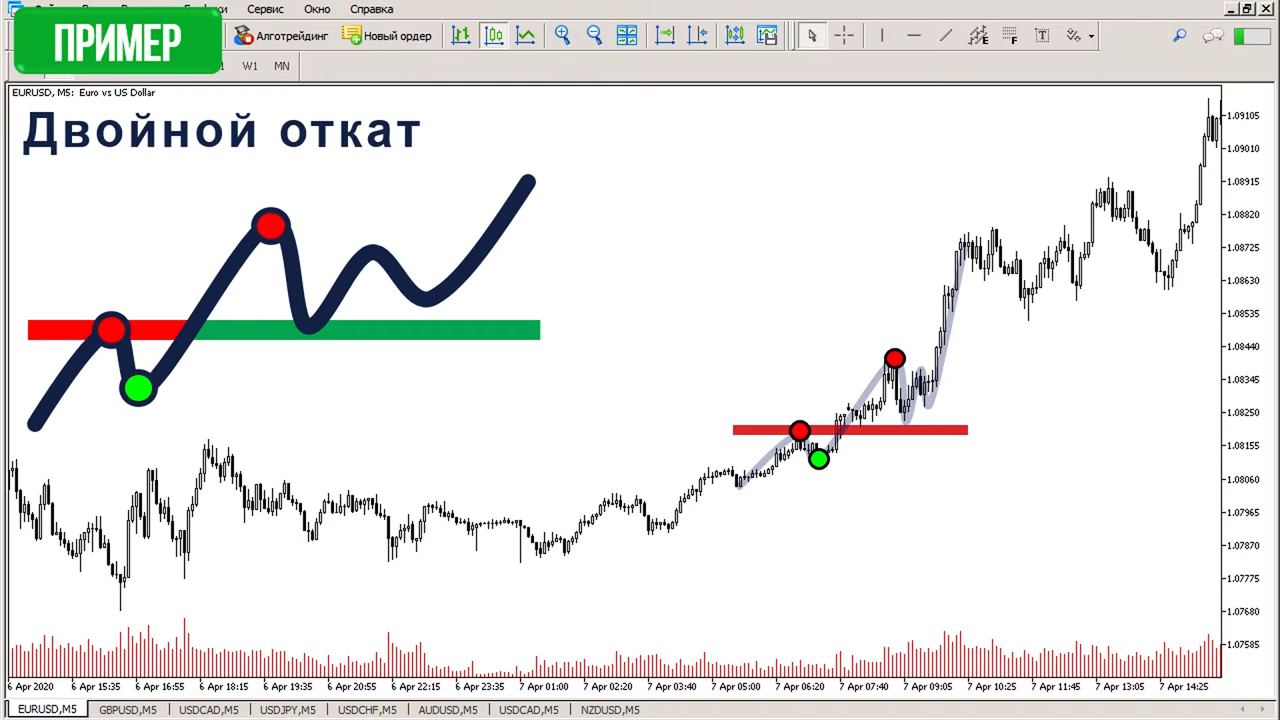 Сервис Окно Справка
ПРИМЕР
Алготрейдинг Новый ордер
W1 MN
EURUSD, M5: Euro vs US Dollar
Двойной откат
1.09105
1.09010
1.08915
1.08820
1.08725
1.08630
1.08535
1.08440
1.08345
1.08250
1.08155
1.08060
1.07965
1.07870
1.07775
1.07680
1.07585
6 Apr 2020 6 Apr 15:35 6 Apr 16:55 6 Apr 18:15 6 Apr 19:35 6 Apr 20:55 6 Apr 22:15 6 Apr 23:35 7 Apr 01:00 7 Apr 02:20 7 Apr 03:40 7 Apr 05:00 7 Apr 06:20 7 Apr 07:40 7 Apr 09:05 7 Apr 10:25 7 Apr 11:45 7 Apr 13:05 7 Apr 14:25
EURUSD,M5 GBPUSD,M5 USDCAD,M5 USDJPY,M5 USDCHF,M5 AUDUSD,M5 USDCAD,M5 NZDUSD,M5